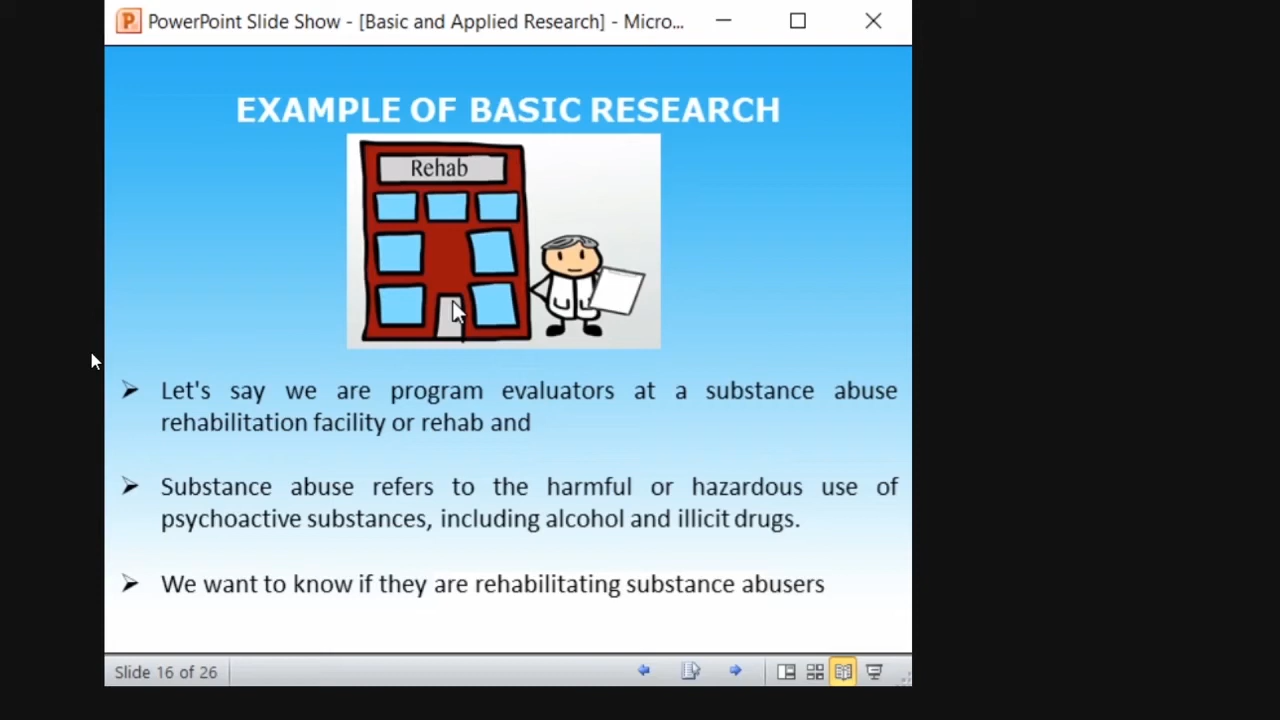 PowerPoint Slide Show - [Basic and Applied Research] - Micro...
EXAMPLE OF BASIC RESEARCH
Rehab
Let's say we are program evaluators at a substance abuse
rehabilitation facility or rehab and
Substance abuse refers to the harmful or hazardous use of
psychoactive substances, including alcohol and illicit drugs.
We want to know if they are rehabilitating substance abusers
Slide 16 of 26